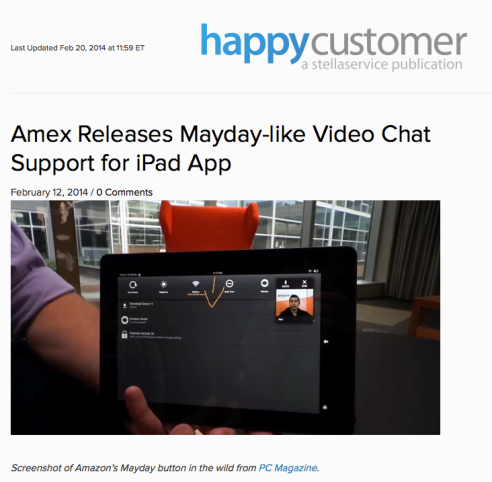 Last Updated Feb 20, 2014 at 11:59 ET
happycustomer
a stellaservice publication
Amex Releases Mayday-like Video Chat
Support for iPad App
February 12, 2014 / 0 Comments
Screenshot of Amazon's Mayday button in the wild from PC Magazine.